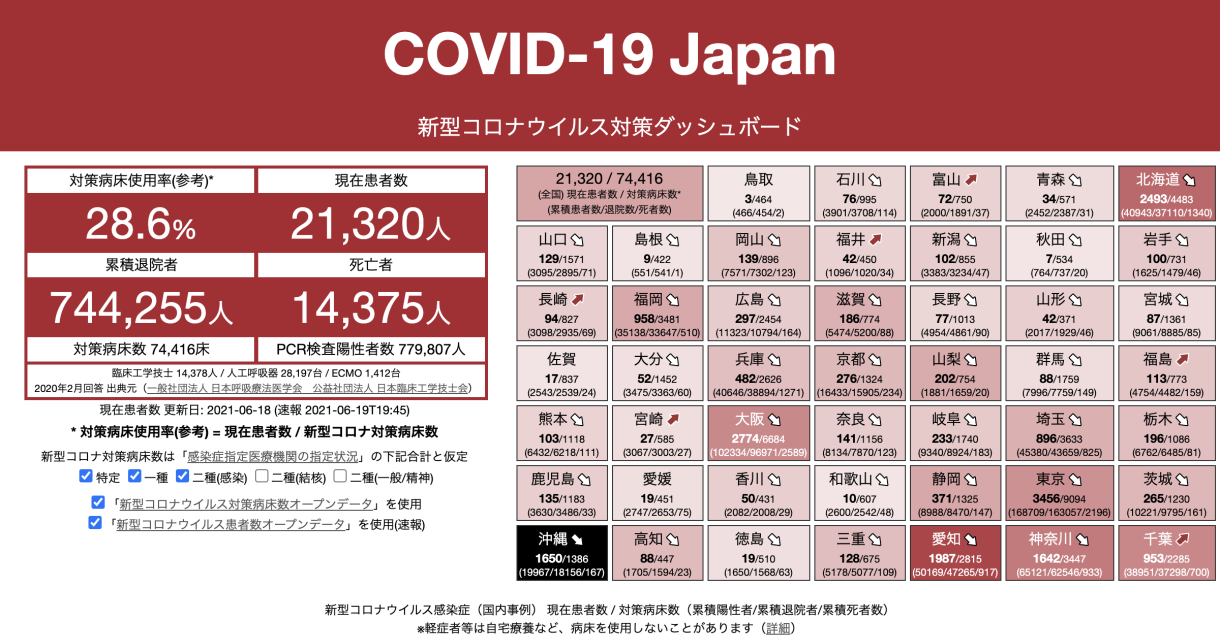 COVID-19 Japan
新型コロナウイルス対策ダッシュボード
対策病床使用率(参考)*
現在患者数
28.6%
21,320人
累積退院者
死亡者
744,255人
14,375人
対策病床数 74,416床
PCR検査陽性者数 779,807人
臨床工学技士 14,378人 / 人工呼吸器 28,197台 / ECMO 1,412台
2020年2月回答 出典元（一般社団法人 日本呼吸療法医学会　公益社団法人 日本臨床工学技士会）
現在患者数 更新日: 2021-06-18 (速報 2021-06-19T19:45)
* 対策病床使用率(参考) = 現在患者数 / 新型コロナ対策病床数
新型コロナ対策病床数は「感染症指定医療機関の指定状況」の下記合計と仮定
特定 一種 二種(感染) 二種(結核) 二種(一般/精神)
「新型コロナウイルス対策病床数オープンデータ」を使用
「新型コロナウイルス患者数オープンデータ」を使用(速報)
21,320 / 74,416
(全国) 現在患者数 / 対策病床数*
(累積患者数/退院数/死者数)
鳥取
3/464
(466/454/2)
石川
76/995
(3901/3708/114)
富山
72/750
(2000/1891/37)
青森
34/571
(2452/2387/31)
北海道
2493/4483
(40943/37110/1340)
山口
129/1571
(3095/2895/71)
島根
9/422
(551/541/1)
岡山
139/896
(7571/7302/123)
福井
42/450
(1096/1020/34)
新潟
102/855
(3383/3234/47)
秋田
7/534
(764/737/20)
岩手
100/731
(1625/1479/46)
長崎
94/827
(3098/2935/69)
福岡
958/3481
(35138/33647/510)
広島
297/2454
(11323/10794/164)
滋賀
186/774
(5474/5200/88)
長野
77/1013
(4954/4861/90)
山形
42/371
(2017/1929/46)
宮城
87/1361
(9061/8885/85)
佐賀
17/837
(2543/2539/24)
大分
52/1452
(3475/3363/60)
兵庫
482/2626
(40646/38894/1271)
京都
276/1324
(16433/15905/234)
山梨
202/754
(1881/1659/20)
群馬
88/1759
(7996/7759/149)
福島
113/773
(4754/4482/159)
熊本
103/1118
(6432/6218/111)
宮崎
27/585
(3067/3003/27)
大阪
2774/6684
(102334/96971/2589)
奈良
141/1156
(8134/7870/123)
岐阜
233/1740
(9340/8924/183)
埼玉
896/3633
(45380/43659/825)
栃木
196/1086
(6762/6485/81)
鹿児島
135/1183
(3630/3486/33)
愛媛
19/451
(2747/2653/75)
香川
50/431
(2082/2008/29)
和歌山
10/607
(2600/2542/48)
静岡
371/1325
(8988/8470/147)
東京
3456/9094
(168709/163057/2196)
茨城
265/1230
(10221/9795/161)
沖縄
1650/1386
(19967/18156/167)
高知
88/447
(1705/1594/23)
徳島
19/510
(1650/1568/63)
三重
128/675
(5178/5077/109)
愛知
1987/2815
(50169/47265/917)
神奈川
1642/3447
(65121/62546/933)
千葉
953/2285
(38951/37298/700)
新型コロナウイルス感染症（国内事例） 現在患者数 / 対策病床数（累積陽性者/累積退院者/累積死者数）
※軽症者等は自宅療養など、病床を使用しないことがあります（詳細）